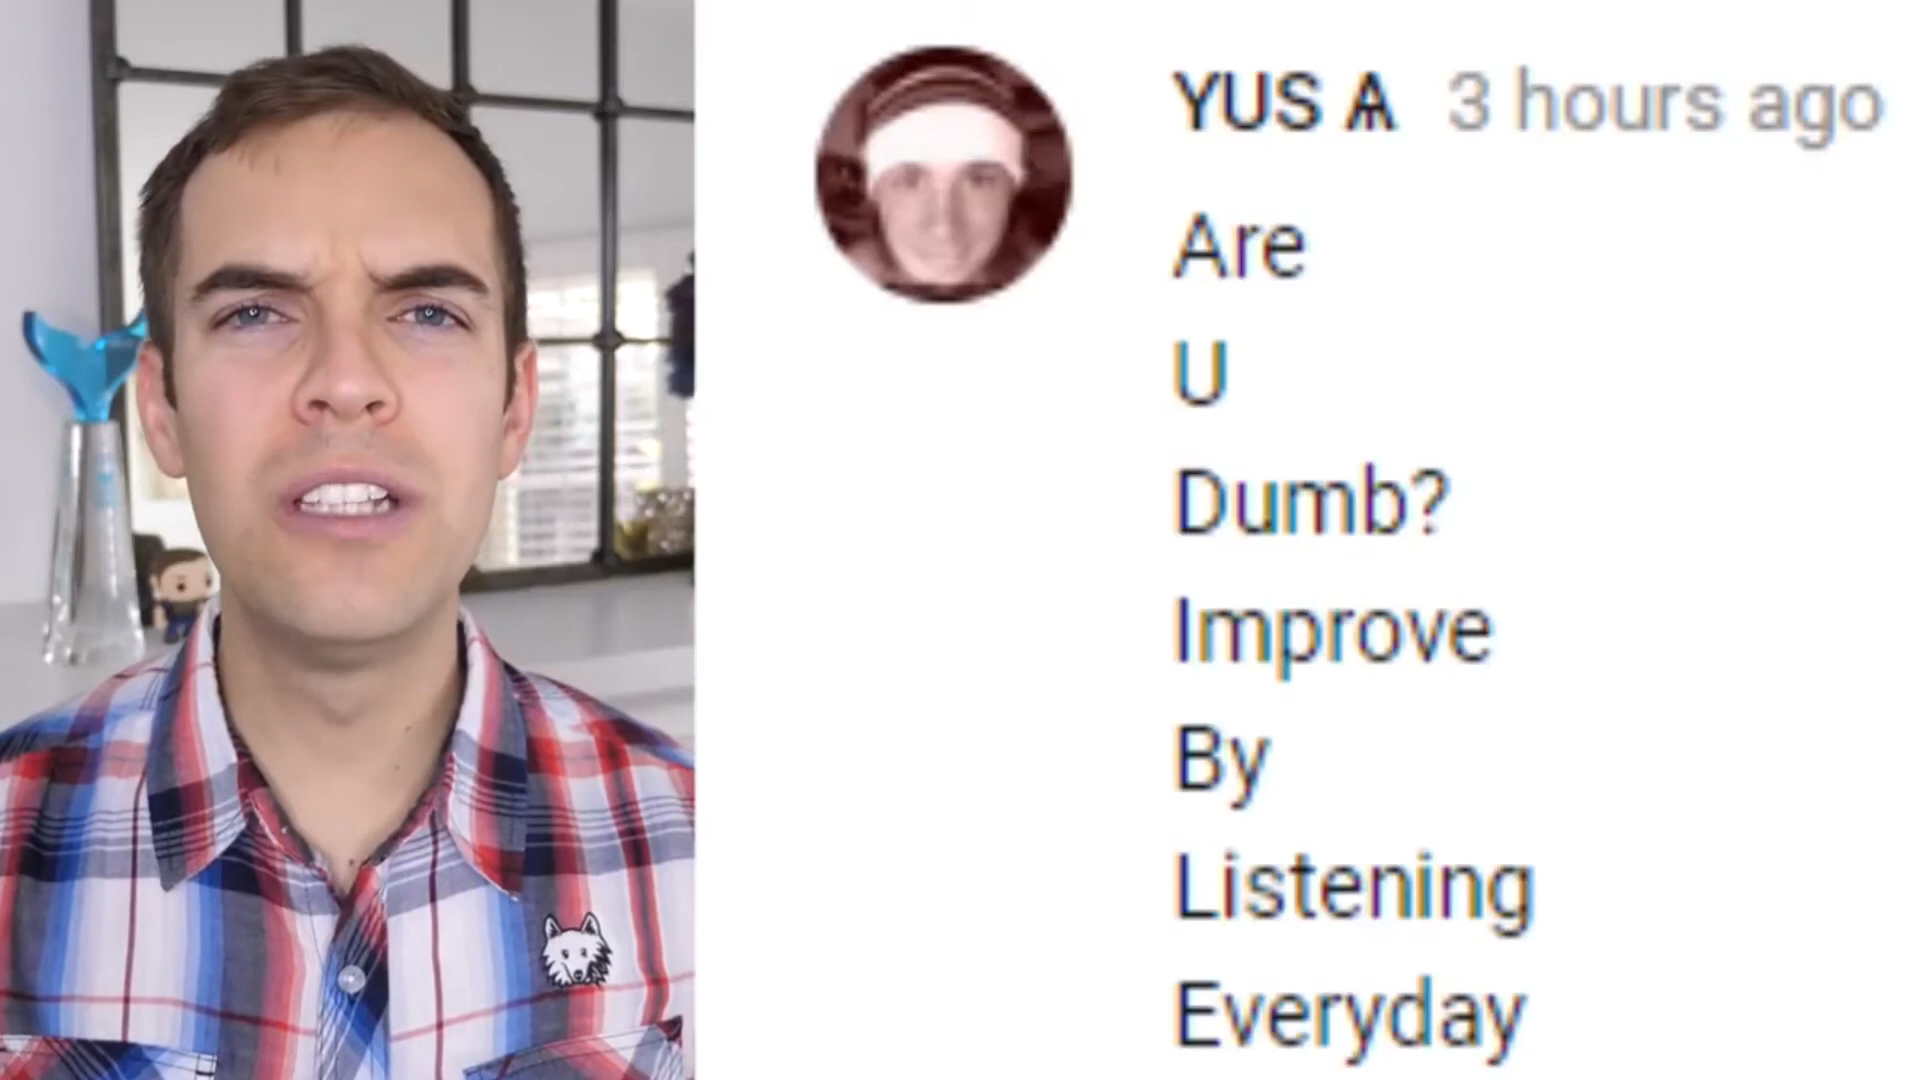 YUS Ѧ 3 hours ago
Are
U
Dumb?
Improve
By
Listening
Everyday